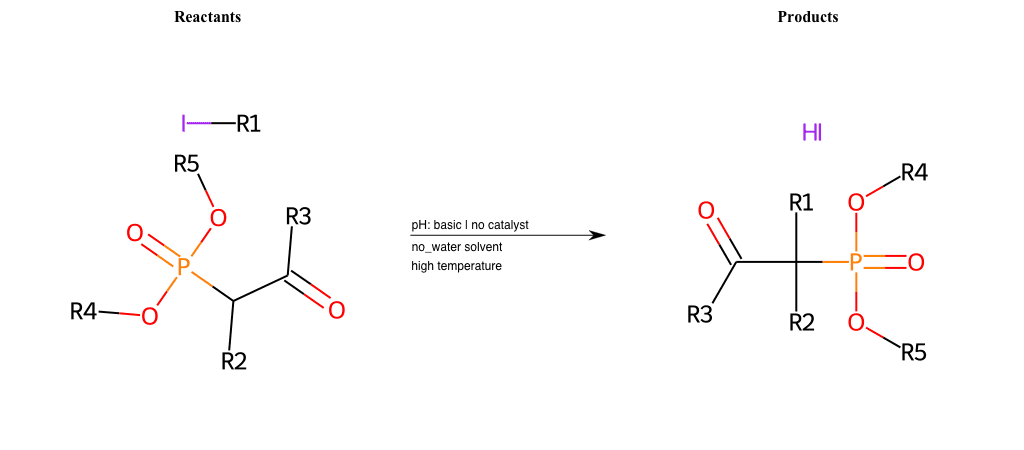 Reactants
Products
I R1
R5
O
R3
O
P
R4 O
O
R2
pH: basic | no catalyst
no_water solvent
high temperature
HI
R4
O
R1
O
P O
R3
R2
O
R5